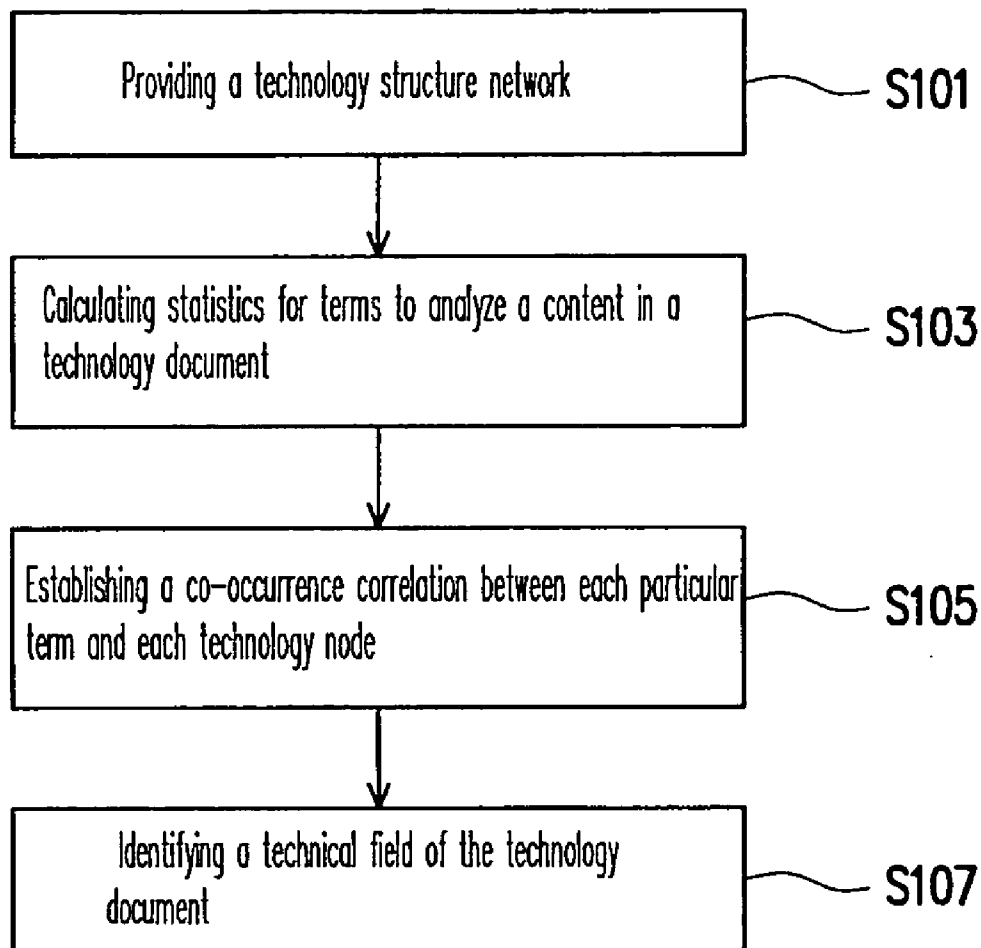 Providing a technology structure network
S101
Calculating statistics for terms to analyze a content in a
technology document
S103
Establishing a co-occurrence correlation between each particular
term and each technology node
S105
Identifying a technical field of the technology
document
S107